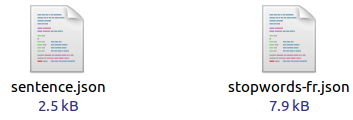 sentence.json
2.5 kB
stopwords-fr.json
7.9 kB